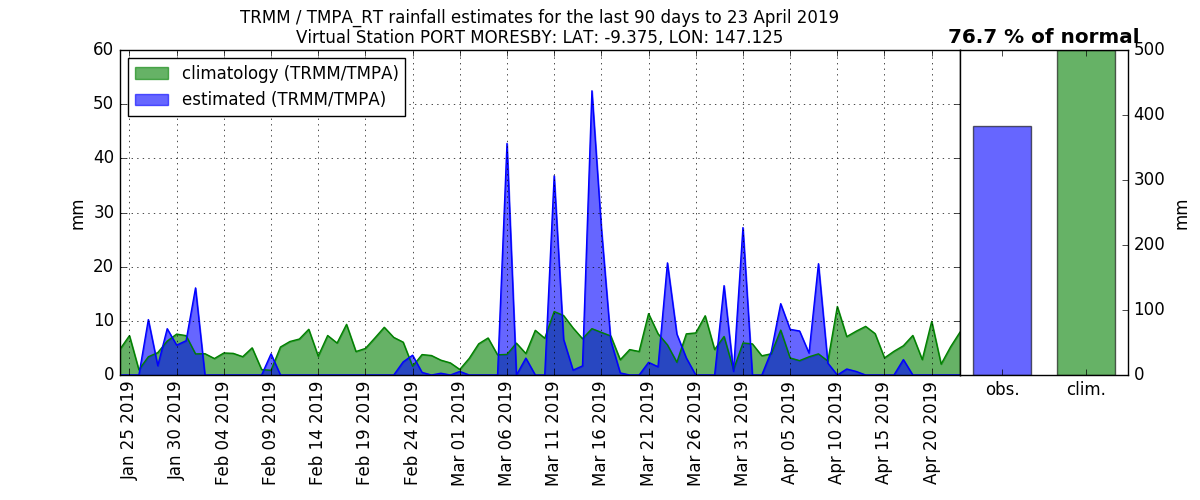 TRMM / TMPA_RT rainfall estimates for the last 90 days to 23 April 2019
Virtual Station PORT MORESBY: LAT: -9.375, LON: 147.125
76.7 % of normal
climatology (TRMM/TMPA)
estimated (TRMM/TMPA)
60
50
40
30
20
10
0
mm
Jan 25 2019
Jan 30 2019
Feb 04 2019
Feb 09 2019
Feb 14 2019
Feb 19 2019
Feb 24 2019
Mar 01 2019
Mar 06 2019
Mar 11 2019
Mar 16 2019
Mar 21 2019
Mar 26 2019
Mar 31 2019
Apr 05 2019
Apr 10 2019
Apr 15 2019
Apr 20 2019
500
400
300
200
100
0
mm
obs.
clim.